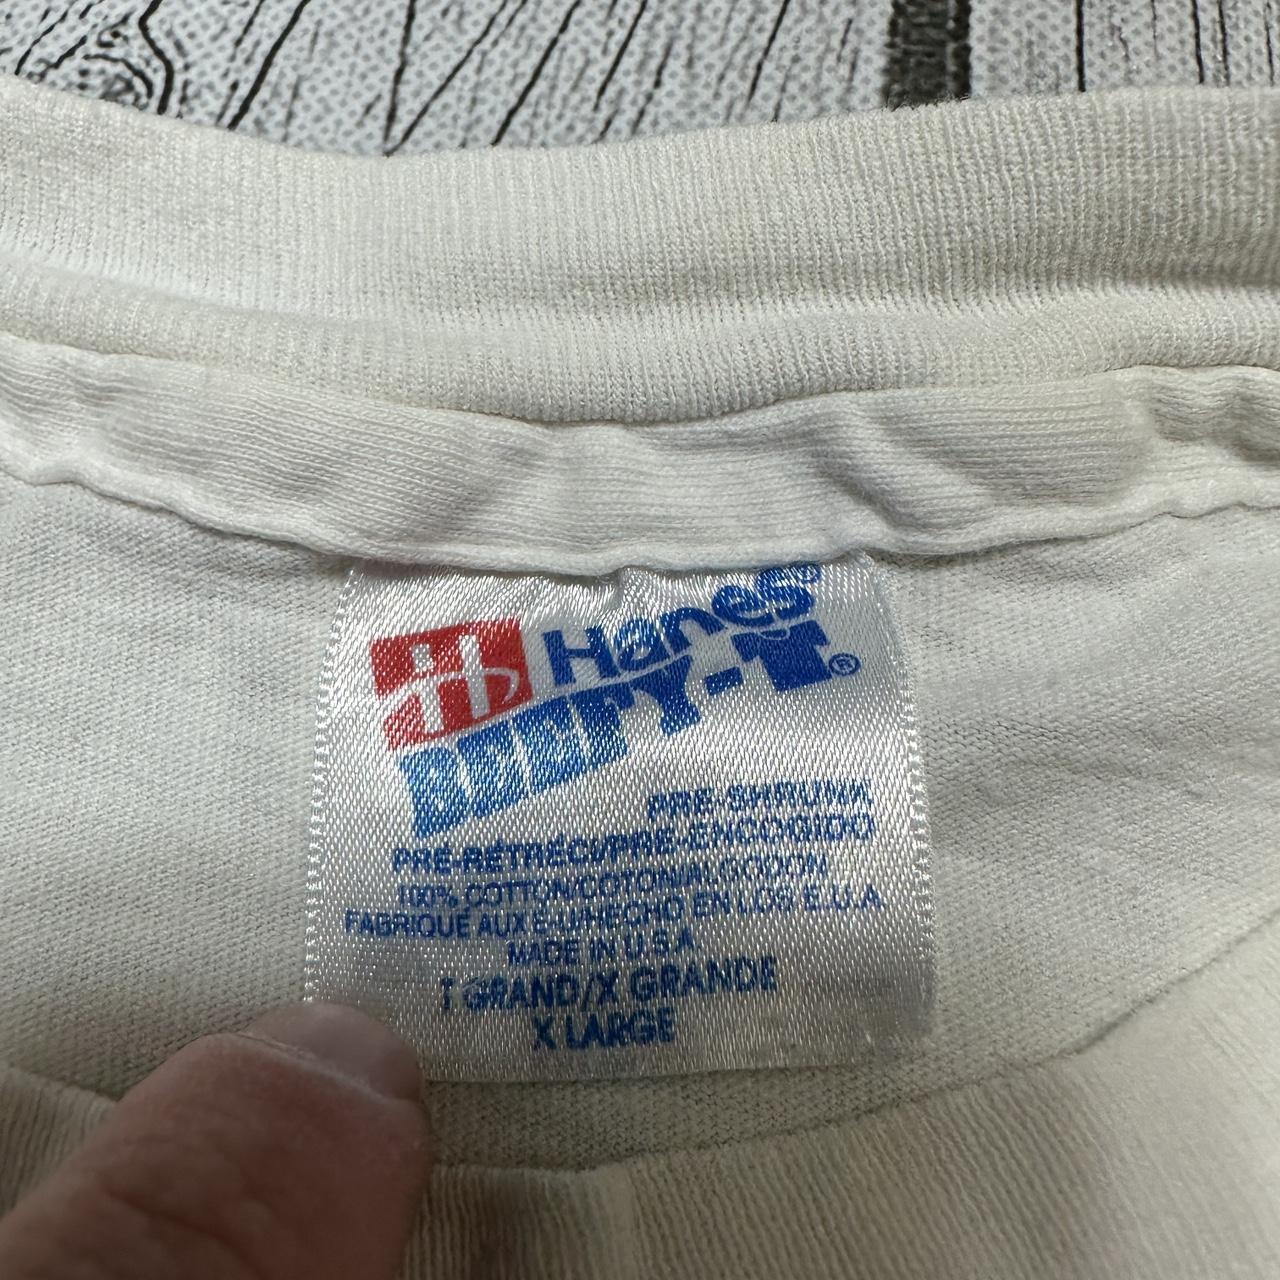 Hanes®
BEEFY-T®
PRE-SHRUNK
PRÉ-RÉTRÉCI/PRE-ENCOGIDO
100% COTTON/COTON/ALGODON
FABRIQUÉ AUX É-U/HECHO EN LOS E.U.A
MADE IN U.S.A.
T GRAND/X GRANDE
X LARGE